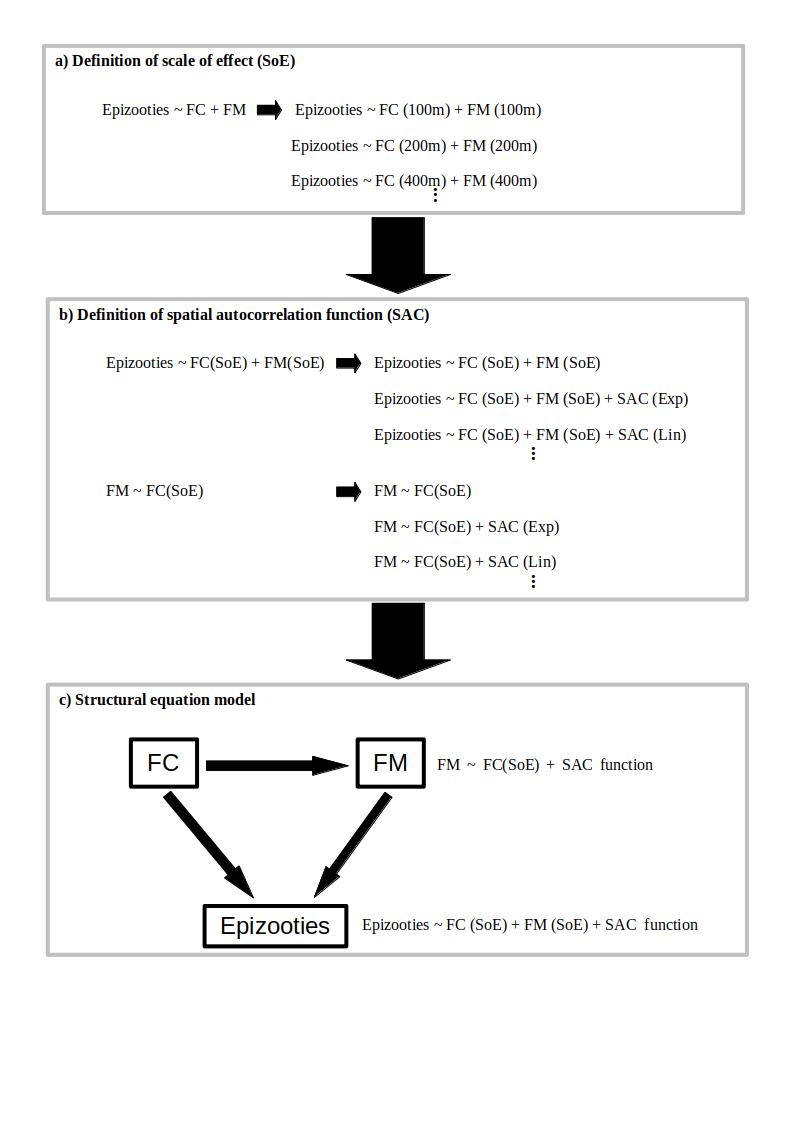 a) Definition of scale of effect (SoE)
Epizooties ~ FC + FM Epizooties ~ FC (100m) + FM (100m)
Epizooties ~ FC (200m) + FM (200m)
Epizooties ~ FC (400m) + FM (400m)
⋮
b) Definition of spatial autocorrelation function (SAC)
Epizooties ~ FC(SoE) + FM(SoE) Epizooties ~ FC (SoE) + FM (SoE)
Epizooties ~ FC (SoE) + FM (SoE) + SAC (Exp)
Epizooties ~ FC (SoE) + FM (SoE) + SAC (Lin)
⋮
FM ~ FC(SoE) FM ~ FC(SoE)
FM ~ FC(SoE) + SAC (Exp)
FM ~ FC(SoE) + SAC (Lin)
⋮
c) Structural equation model
FC FM FM ~ FC(SoE) + SAC function
Epizooties Epizooties ~ FC (SoE) + FM (SoE) + SAC function